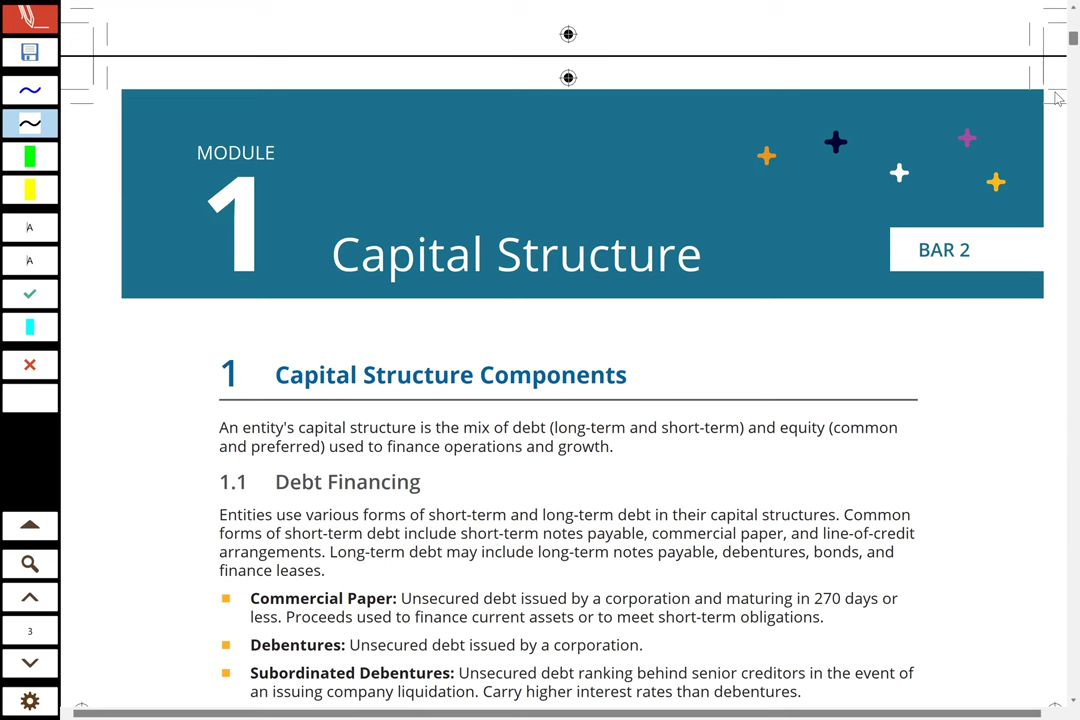 MODULE
1
Capital Structure
BAR 2
1 Capital Structure Components
An entity's capital structure is the mix of debt (long-term and short-term) and equity (common
and preferred) used to finance operations and growth.
1.1 Debt Financing
Entities use various forms of short-term and long-term debt in their capital structures. Common
forms of short-term debt include short-term notes payable, commercial paper, and line-of-credit
arrangements. Long-term debt may include long-term notes payable, debentures, bonds, and
finance leases.
Commercial Paper: Unsecured debt issued by a corporation and maturing in 270 days or
less. Proceeds used to finance current assets or to meet short-term obligations.
Debentures: Unsecured debt issued by a corporation.
Subordinated Debentures: Unsecured debt ranking behind senior creditors in the event of
an issuing company liquidation. Carry higher interest rates than debentures.
A
A
3